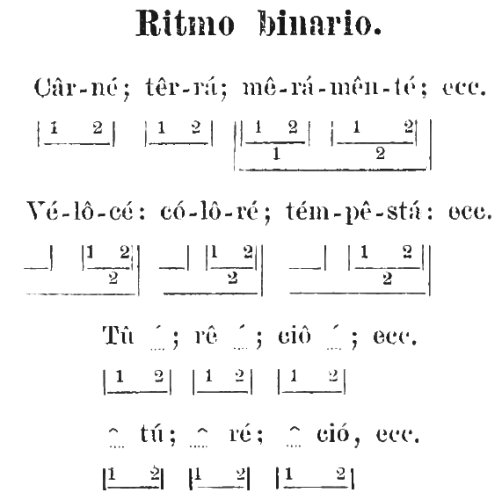 Ritmo binario.
Câr-né; têr-rá; mê-rá-mên-té; ecc.
1 2 1 2 1 2 1 2
1 2
Vé-lô-cé: có-lô-ré; tém-pê-stá: ecc.
1 2 1 2 1 2
2 2 2
Tû ´; rê ´; ciô ´; ecc.
1 2 1 2 1 2
ˆ tú; ˆ ré; ˆ ció, ecc.
1 2 1 2 1 2